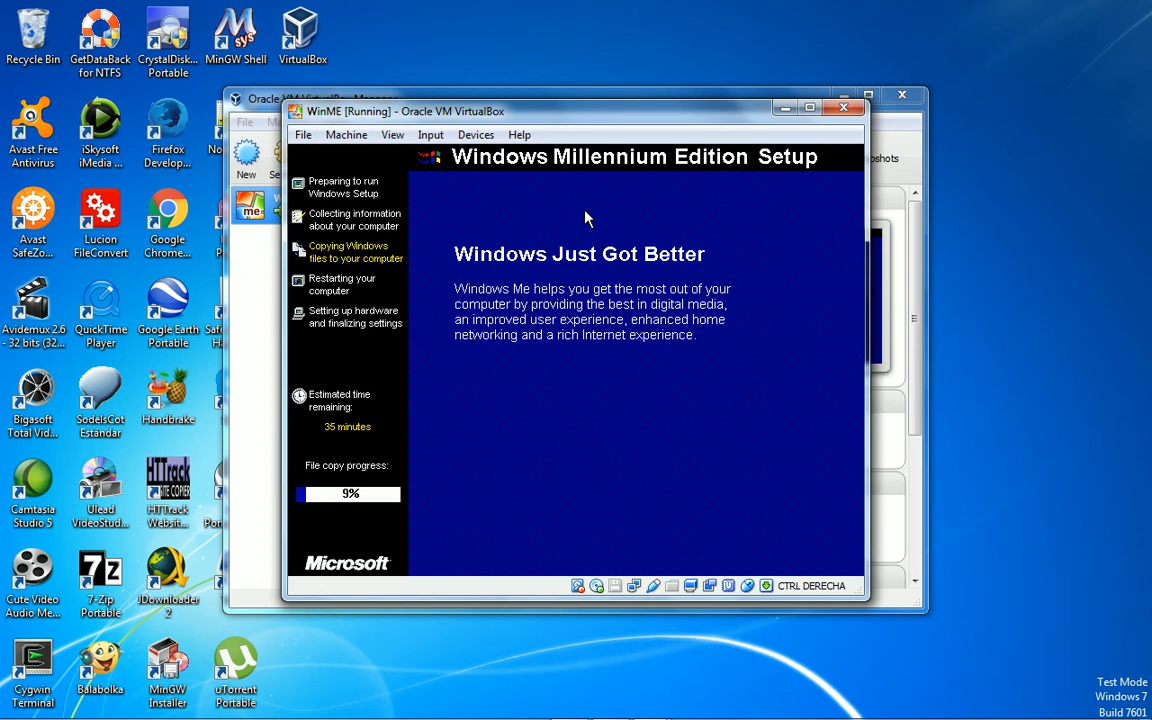 Recycle Bin
GetDataBack
for NTFS
CrystalDisk...
Portable
MinGW Shell
VirtualBox
Avast Free
Antivirus
iSkysoft
iMedia ...
Firefox
Develop...
Avast
SafeZo...
Lucion
FileConvert
Google
Chrome...
Avidemux 2.6
- 32 bits (32...
QuickTime
Player
Google Earth
Portable
Bigasoft
Total Vid...
SodelsCot
Estandar
Handbrake
Camtasia
Studio 5
Ulead
VideoStud...
HTTrack
Websit...
Cute Video
Audio Me...
7-Zip
Portable
JDownloader
2
Cygwin
Terminal
Balabolka
MinGW
Installer
uTorrent
Portable
Oracle VM VirtualBox Manager
File
New
WinME [Running] - Oracle VM VirtualBox
File Machine View Input Devices Help
Windows Millennium Edition Setup
Preparing to run
Windows Setup
Collecting information
about your computer
Copying Windows
files to your computer
Restarting your
computer
Setting up hardware
and finalizing settings
Estimated time
remaining:
35 minutes
File copy progress:
9%
Microsoft
Windows Just Got Better
Windows Me helps you get the most out of your
computer by providing the best in digital media,
an improved user experience, enhanced home
networking and a rich Internet experience.
CTRL DERECHA
Test Mode
Windows 7
Build 7601